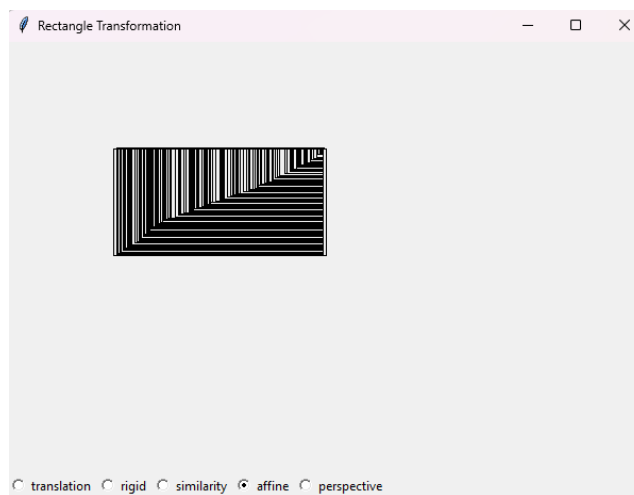 Rectangle Transformation
translation rigid similarity affine perspective